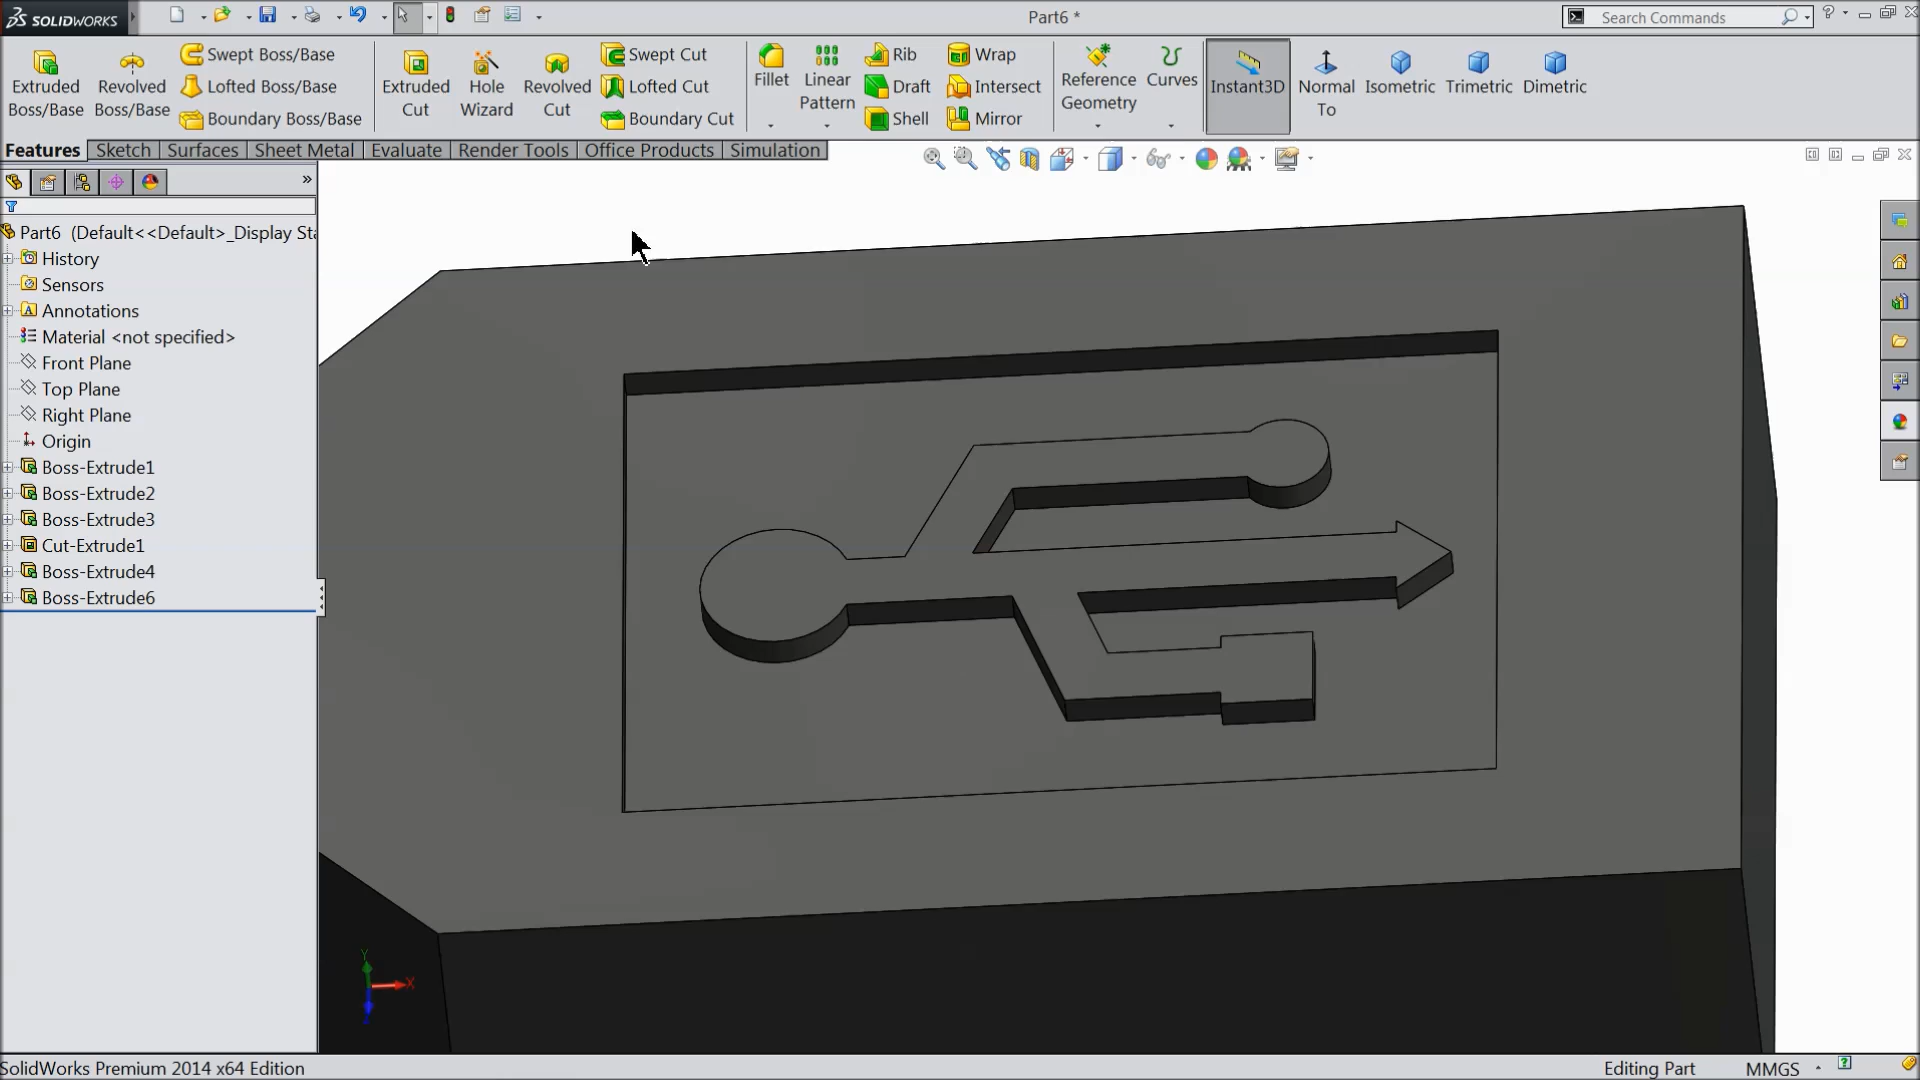 SOLIDWORKS
Part6 *
Search Commands
?
Extruded
Boss/Base
Revolved
Boss/Base
Swept Boss/Base
Lofted Boss/Base
Boundary Boss/Base
Extruded
Cut
Hole
Wizard
Revolved
Cut
Swept Cut
Lofted Cut
Boundary Cut
Fillet
Linear
Pattern
Rib
Draft
Shell
Wrap
Intersect
Mirror
Reference
Geometry
Curves
Instant3D
Normal
To
Isometric
Trimetric
Dimetric
Features
Sketch
Surfaces
Sheet Metal
Evaluate
Render Tools
Office Products
Simulation
»
Part6 (Default<<Default>_Display Sta
History
Sensors
Annotations
Material <not specified>
Front Plane
Top Plane
Right Plane
Origin
Boss-Extrude1
Boss-Extrude2
Boss-Extrude3
Cut-Extrude1
Boss-Extrude4
Boss-Extrude6
Y
X
Z
SolidWorks Premium 2014 x64 Edition
Editing Part
MMGS
?